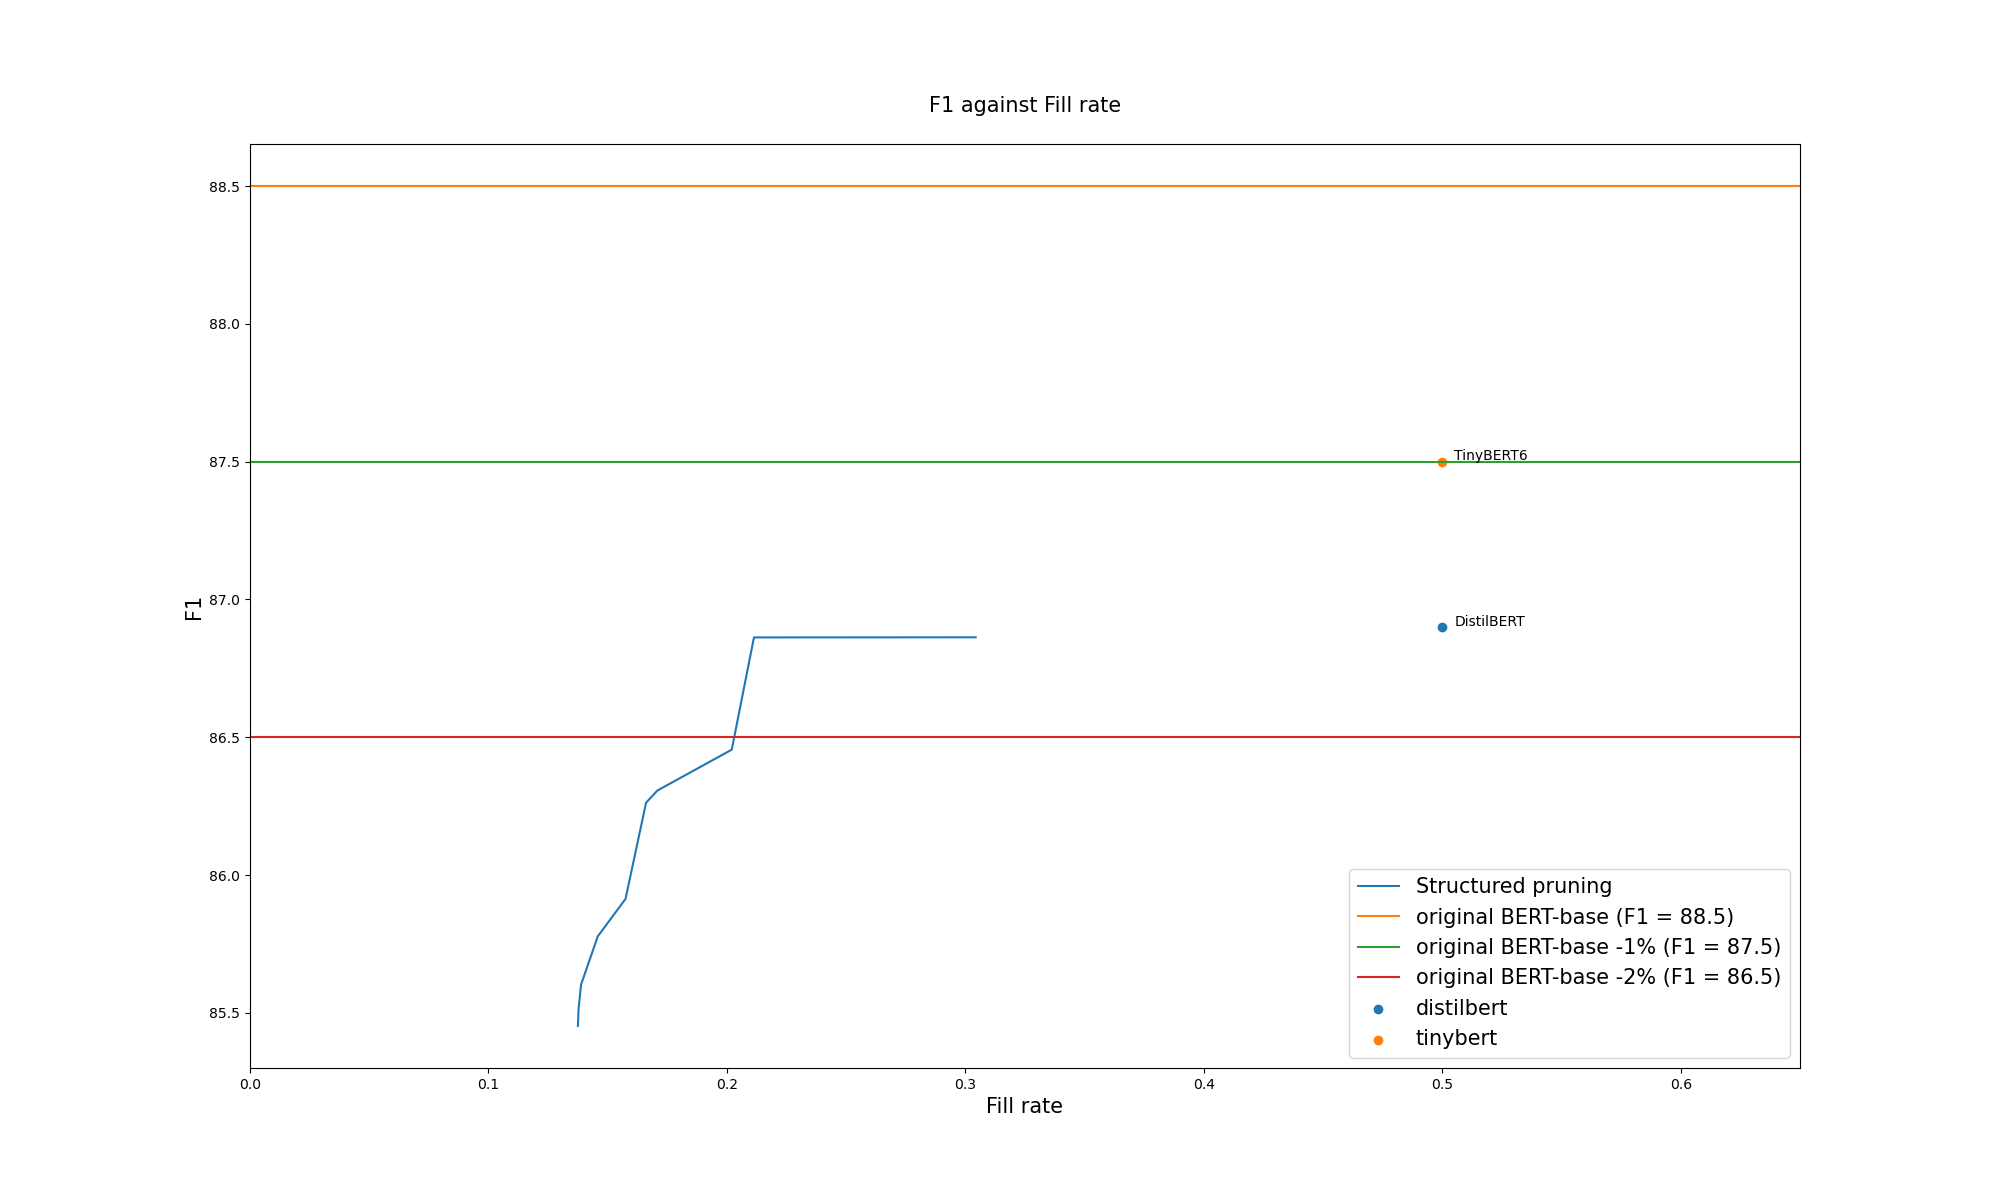 F1 against Fill rate
F1
88.5
88.0
87.5
87.0
86.5
86.0
85.5
TinyBERT6
DistilBERT
Structured pruning
original BERT-base (F1 = 88.5)
original BERT-base -1% (F1 = 87.5)
original BERT-base -2% (F1 = 86.5)
distilbert
tinybert
0.0 0.1 0.2 0.3 0.4 0.5 0.6
Fill rate